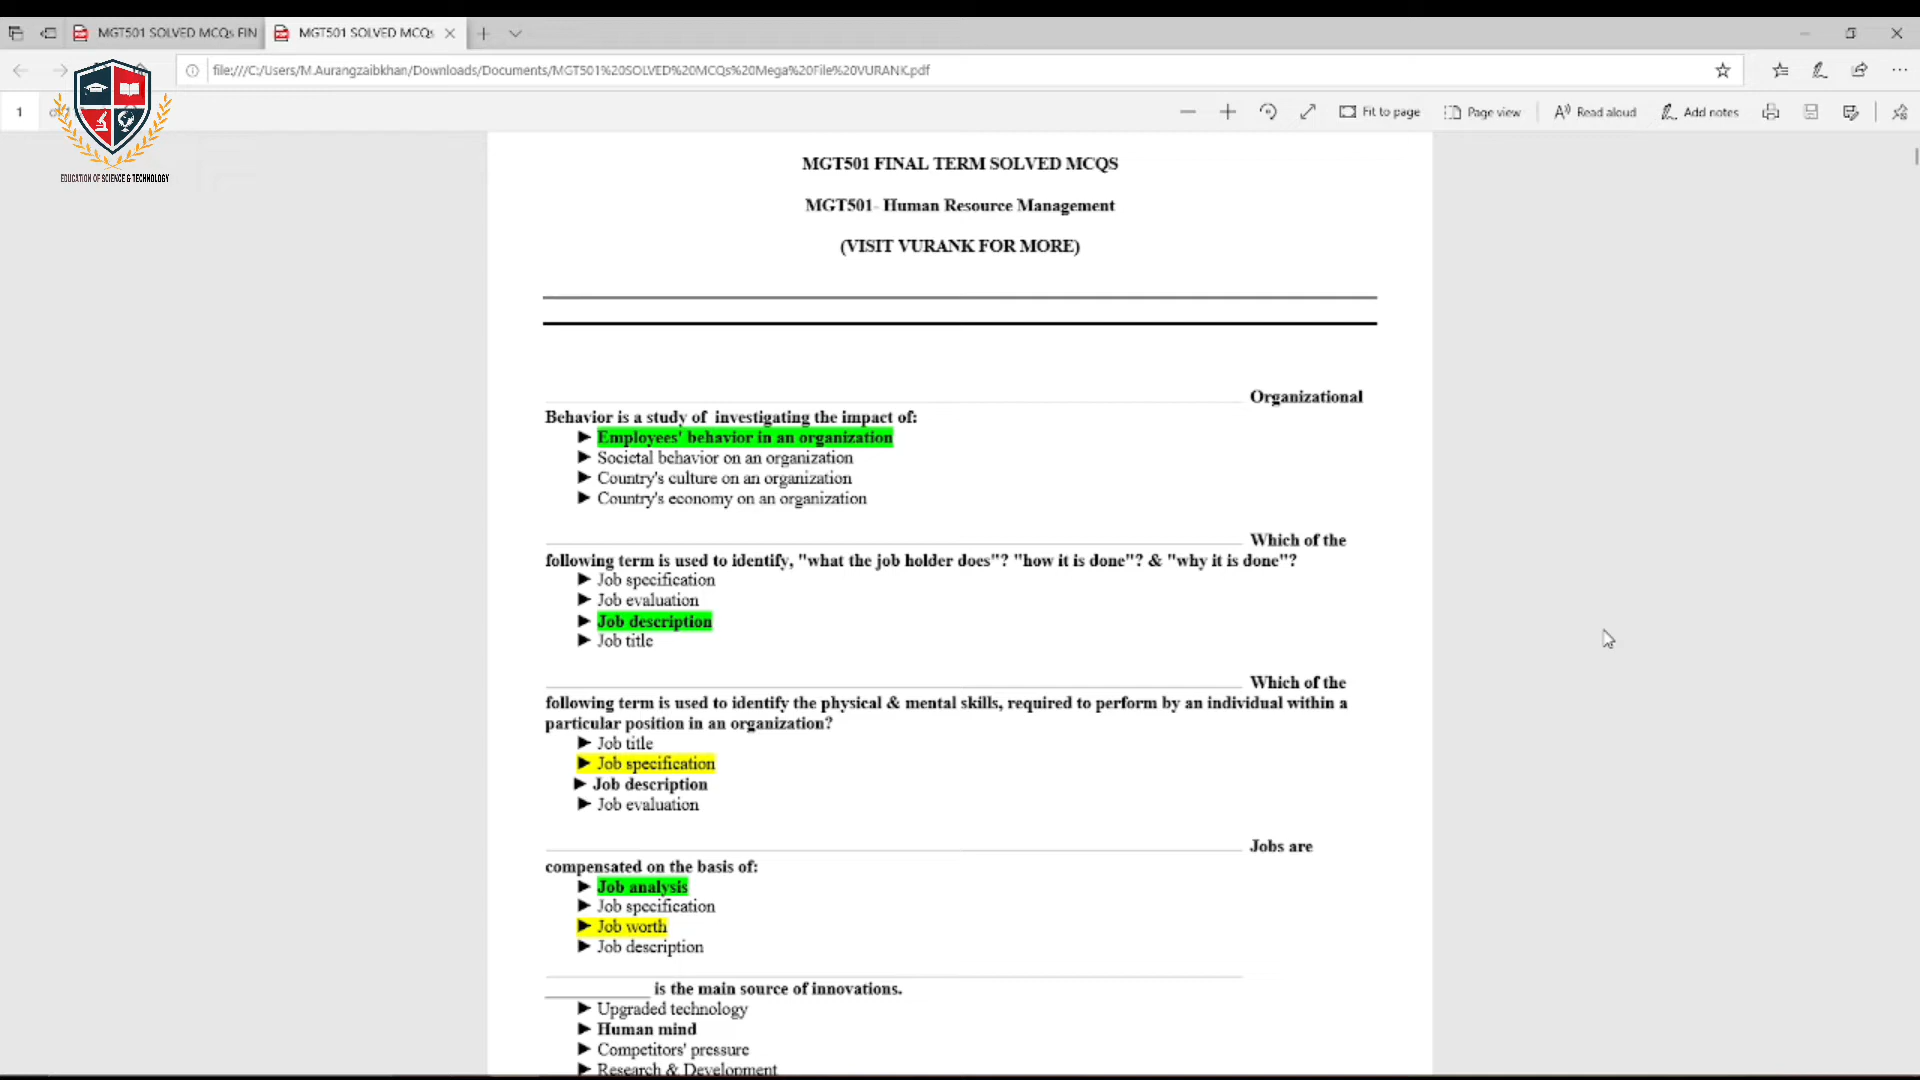 MGT501 SOLVED MCQs FIN
MGT501 SOLVED MCQs
file:///C:/Users/M.Aurangzaibkhan/Downloads/Documents/MGT501%20SOLVED%20MCQs%20Mega%20File%20VURANK.pdf
1
Fit to page
Page view
Read aloud
Add notes
EDUCATION OF SCIENCE & TECHNOLOGY
MGT501 FINAL TERM SOLVED MCQS
MGT501- Human Resource Management
(VISIT VURANK FOR MORE)
Organizational
Behavior is a study of investigating the impact of:
► Employees' behavior in an organization
► Societal behavior on an organization
► Country's culture on an organization
► Country's economy on an organization
Which of the
following term is used to identify, "what the job holder does"? "how it is done"? & "why it is done"?
► Job specification
► Job evaluation
► Job description
► Job title
Which of the
following term is used to identify the physical & mental skills, required to perform by an individual within a
particular position in an organization?
► Job title
► Job specification
► Job description
► Job evaluation
Jobs are
compensated on the basis of:
► Job analysis
► Job specification
► Job worth
► Job description
____________ is the main source of innovations.
► Upgraded technology
► Human mind
► Competitors' pressure
► Research & Development